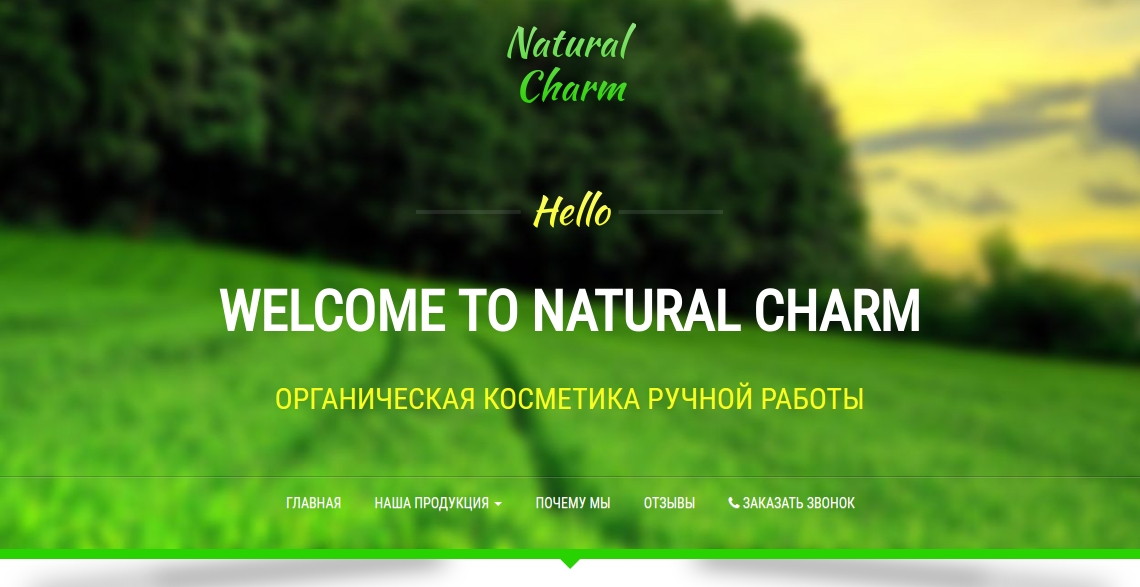 Natural
Charm
Hello
WELCOME TO NATURAL CHARM
ОРГАНИЧЕСКАЯ КОСМЕТИКА РУЧНОЙ РАБОТЫ
ГЛАВНАЯ НАША ПРОДУКЦИЯ ПОЧЕМУ МЫ ОТЗЫВЫ ЗАКАЗАТЬ ЗВОНОК